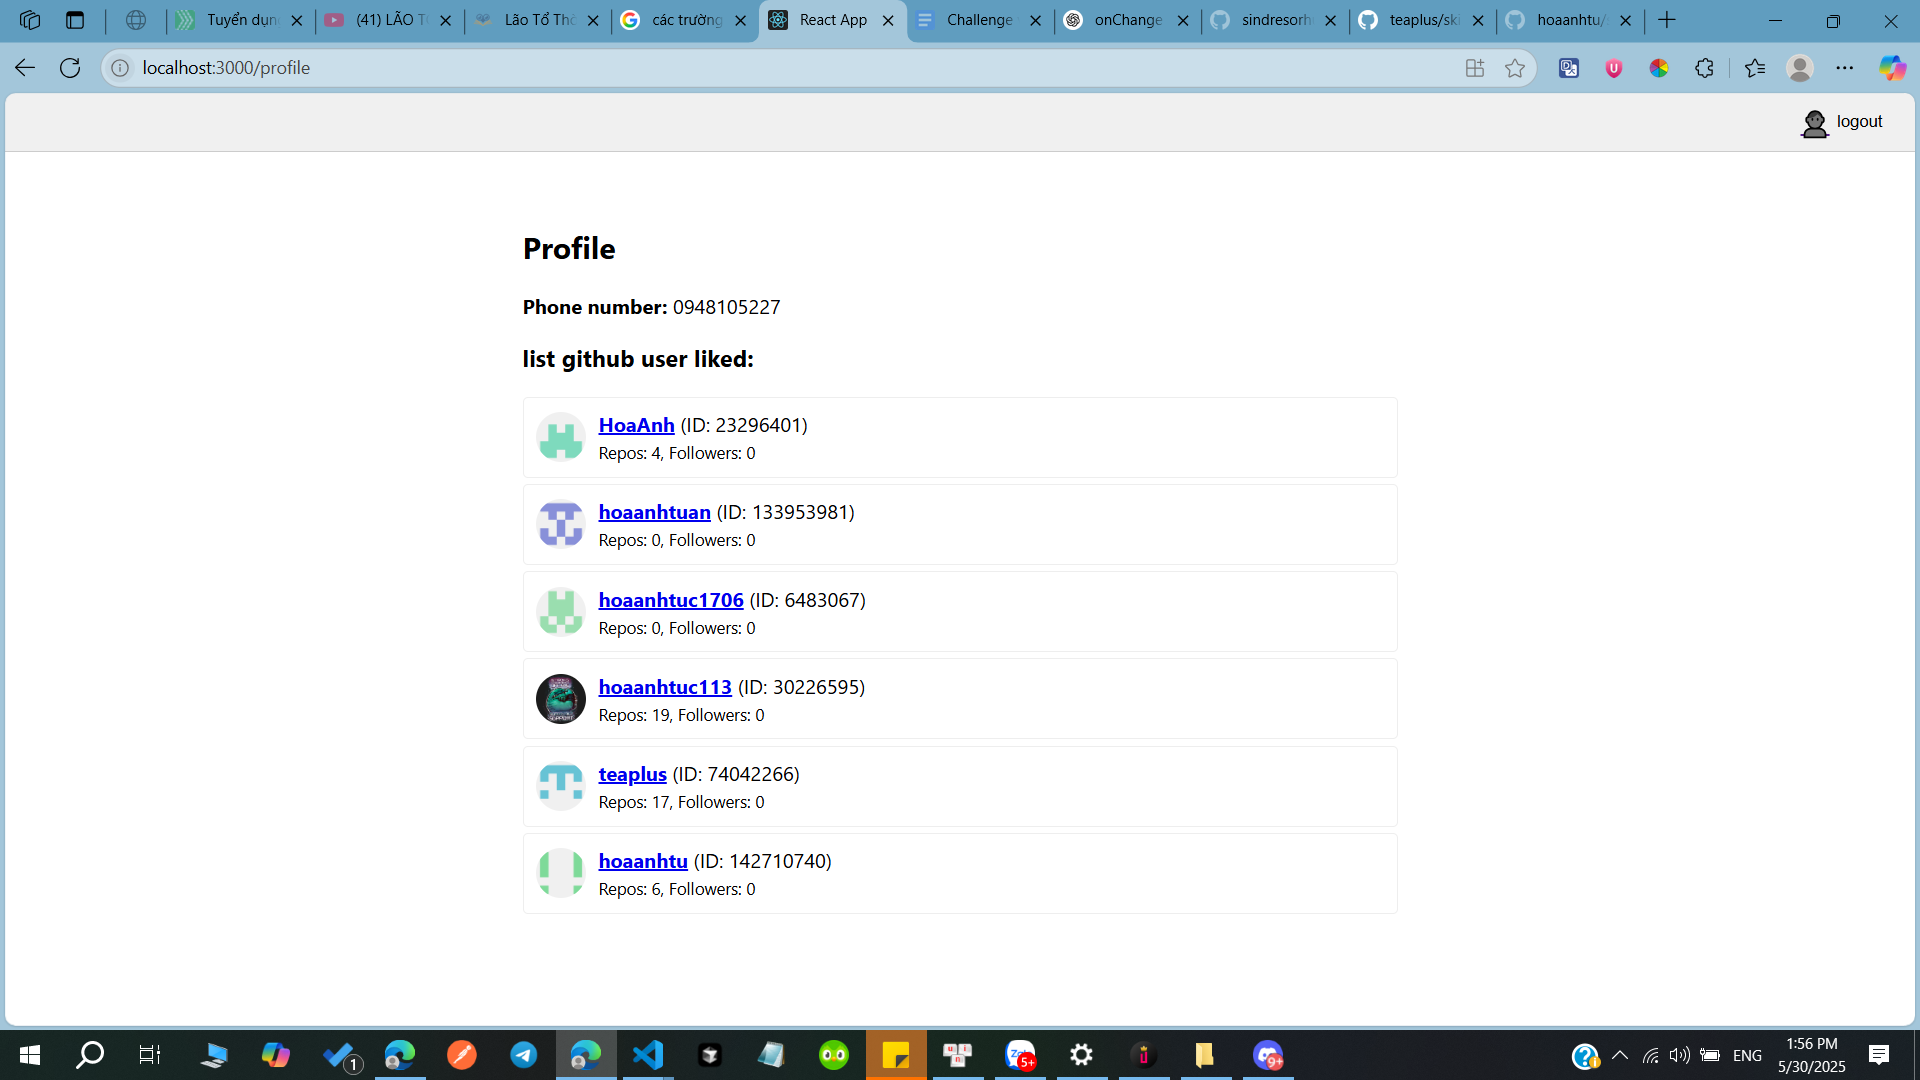 Tuyển dụn
(41) LÃO T
Lão Tổ Th
các trường
React App
Challenge
onChange
sindresorh
teaplus/ski
hoaanhtu/
localhost:3000/profile
logout
Profile
Phone number: 0948105227
list github user liked:
HoaAnh (ID: 23296401)
Repos: 4, Followers: 0
hoaanhtuan (ID: 133953981)
Repos: 0, Followers: 0
hoaanhtuc1706 (ID: 6483067)
Repos: 0, Followers: 0
hoaanhtuc113 (ID: 30226595)
Repos: 19, Followers: 0
teaplus (ID: 74042266)
Repos: 17, Followers: 0
hoaanhtu (ID: 142710740)
Repos: 6, Followers: 0
1
5+
9+
ENG
1:56 PM
5/30/2025